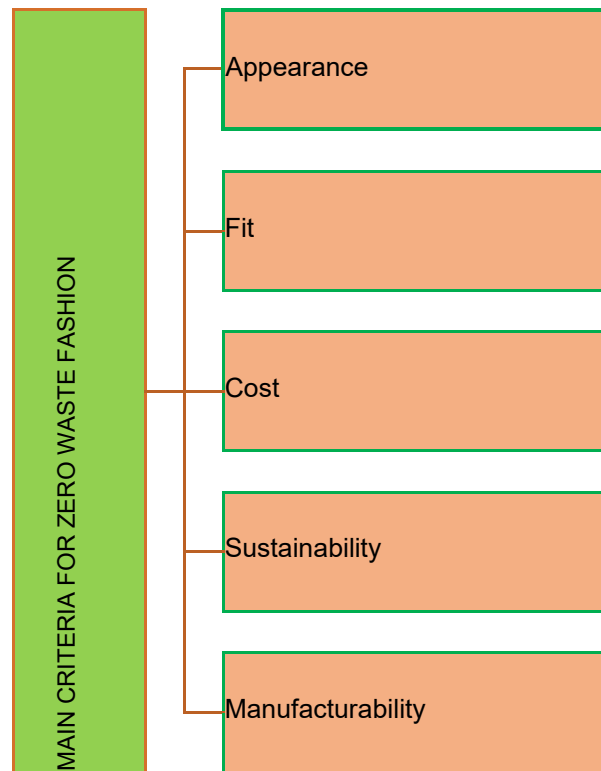 MAIN CRITERIA FOR ZERO WASTE FASHION
Appearance
Fit
Cost
Sustainability
Manufacturability